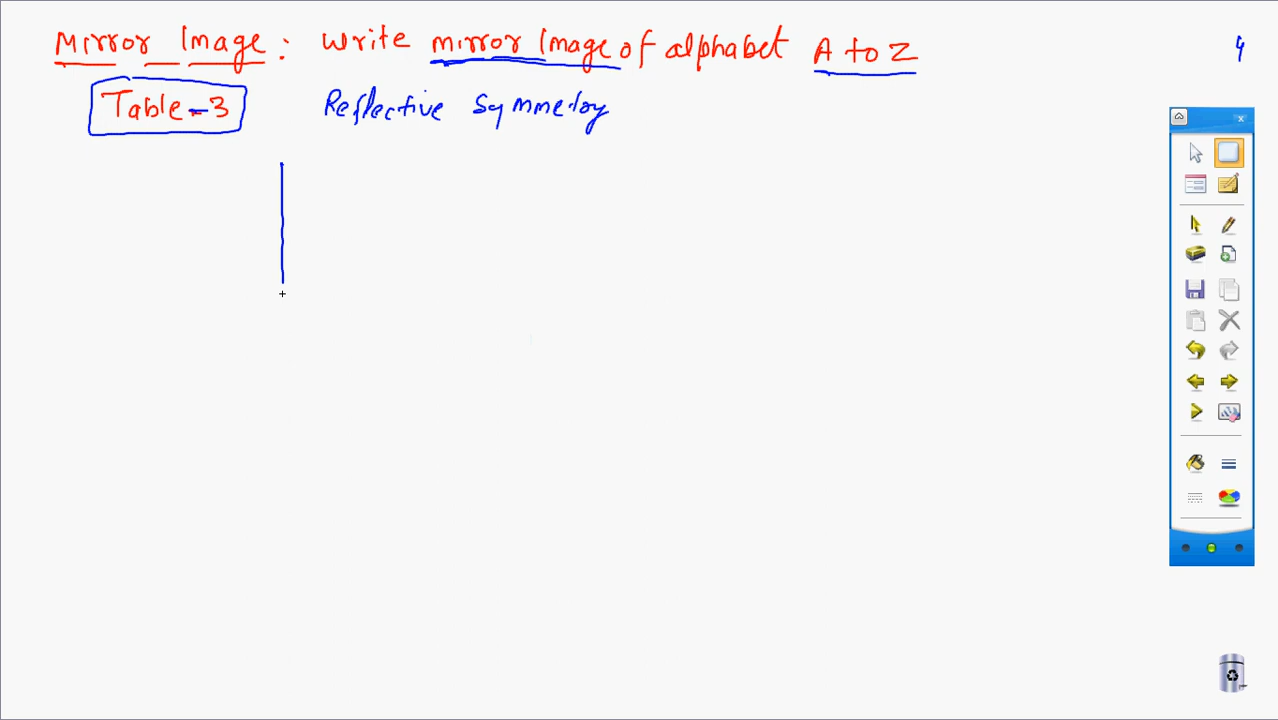 Mirror Image : Write mirror Image of alphabet A to Z
4
Table-3 Reflective Symmetry